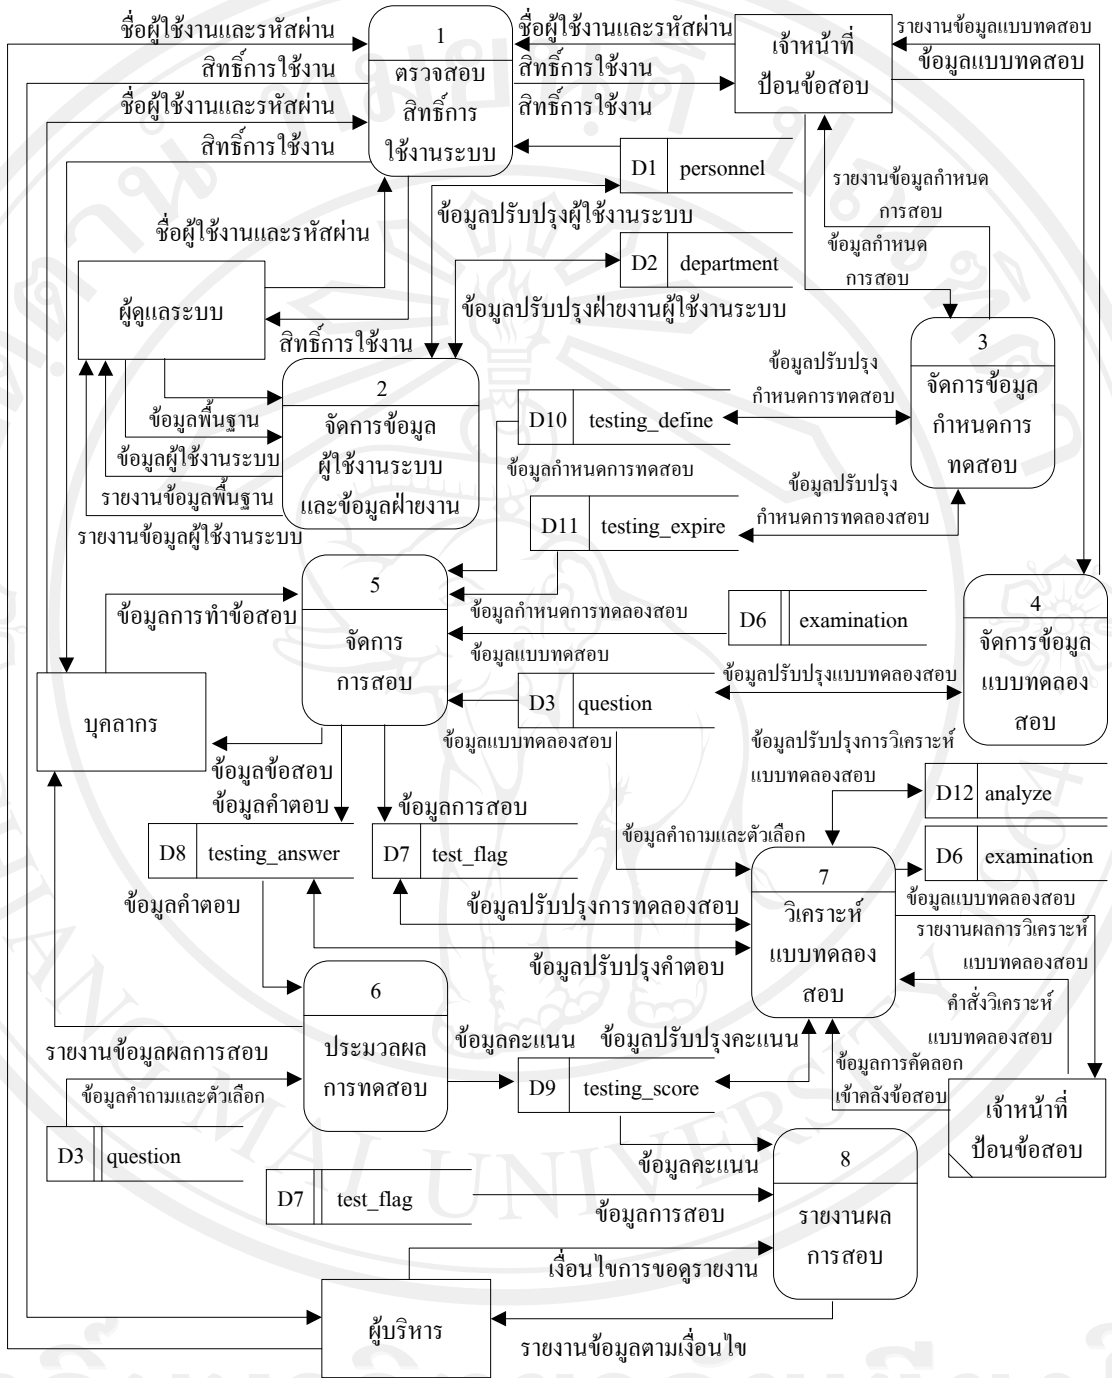 ชื่อผู้ใช้งานและรหัสผ่าน
สิทธิ์การใช้งาน
ชื่อผู้ใช้งานและรหัสผ่าน
สิทธิ์การใช้งาน
1
ตรวจสอบ
สิทธิ์การ
ใช้งานระบบ
ชื่อผู้ใช้งานและรหัสผ่าน
สิทธิ์การใช้งาน
สิทธิ์การใช้งาน
เจ้าหน้าที่
ป้อนข้อสอบ
รายงานข้อมูลแบบทดสอบ
ข้อมูลแบบทดสอบ
D1 personnel
ข้อมูลปรับปรุงผู้ใช้งานระบบ
รายงานข้อมูลกำหนด
การสอบ
ข้อมูลกำหนด
การสอบ
ชื่อผู้ใช้งานและรหัสผ่าน
D2 department
ข้อมูลปรับปรุงฝ่ายงานผู้ใช้งานระบบ
ผู้ดูแลระบบ
สิทธิ์การใช้งาน
2
จัดการข้อมูล
ผู้ใช้งานระบบ
และข้อมูลฝ่ายงาน
ข้อมูลพื้นฐาน
ข้อมูลผู้ใช้งานระบบ
รายงานข้อมูลพื้นฐาน
รายงานข้อมูลผู้ใช้งานระบบ
3
จัดการข้อมูล
กำหนดการ
ทดสอบ
ข้อมูลปรับปรุง
กำหนดการทดสอบ
D10 testing_define
ข้อมูลกำหนดการทดสอบ
ข้อมูลปรับปรุง
กำหนดการทดลองสอบ
D11 testing_expire
5
จัดการ
การสอบ
ข้อมูลการทำข้อสอบ
ข้อมูลกำหนดการทดลองสอบ
D6 examination
ข้อมูลแบบทดสอบ
4
จัดการข้อมูล
แบบทดลอง
สอบ
ข้อมูลปรับปรุงแบบทดลองสอบ
D3 question
ข้อมูลแบบทดลองสอบ
บุคลากร
ข้อมูลข้อสอบ
ข้อมูลคำตอบ
ข้อมูลการสอบ
ข้อมูลปรับปรุงการวิเคราะห์
แบบทดลองสอบ
D12 analyze
D8 testing_answer
D7 test_flag
ข้อมูลคำถามและตัวเลือก
D6 examination
7
วิเคราะห์
แบบทดลอง
สอบ
ข้อมูลแบบทดสอบ
รายงานผลการวิเคราะห์
แบบทดลองสอบ
ข้อมูลคำตอบ
ข้อมูลปรับปรุงการทดลองสอบ
ข้อมูลปรับปรุงคำตอบ
คำสั่งวิเคราะห์
แบบทดลองสอบ
6
ประมวลผล
การทดสอบ
รายงานข้อมูลผลการสอบ
ข้อมูลคะแนน
ข้อมูลปรับปรุงคะแนน
ข้อมูลการคัดลอก
เข้าคลังข้อสอบ
ข้อมูลคำถามและตัวเลือก
D9 testing_score
เจ้าหน้าที่
ป้อนข้อสอบ
D3 question
ข้อมูลคะแนน
8
รายงานผล
การสอบ
D7 test_flag
ข้อมูลการสอบ
เงื่อนไขการขอดูรายงาน
ผู้บริหาร
รายงานข้อมูลตามเงื่อนไข